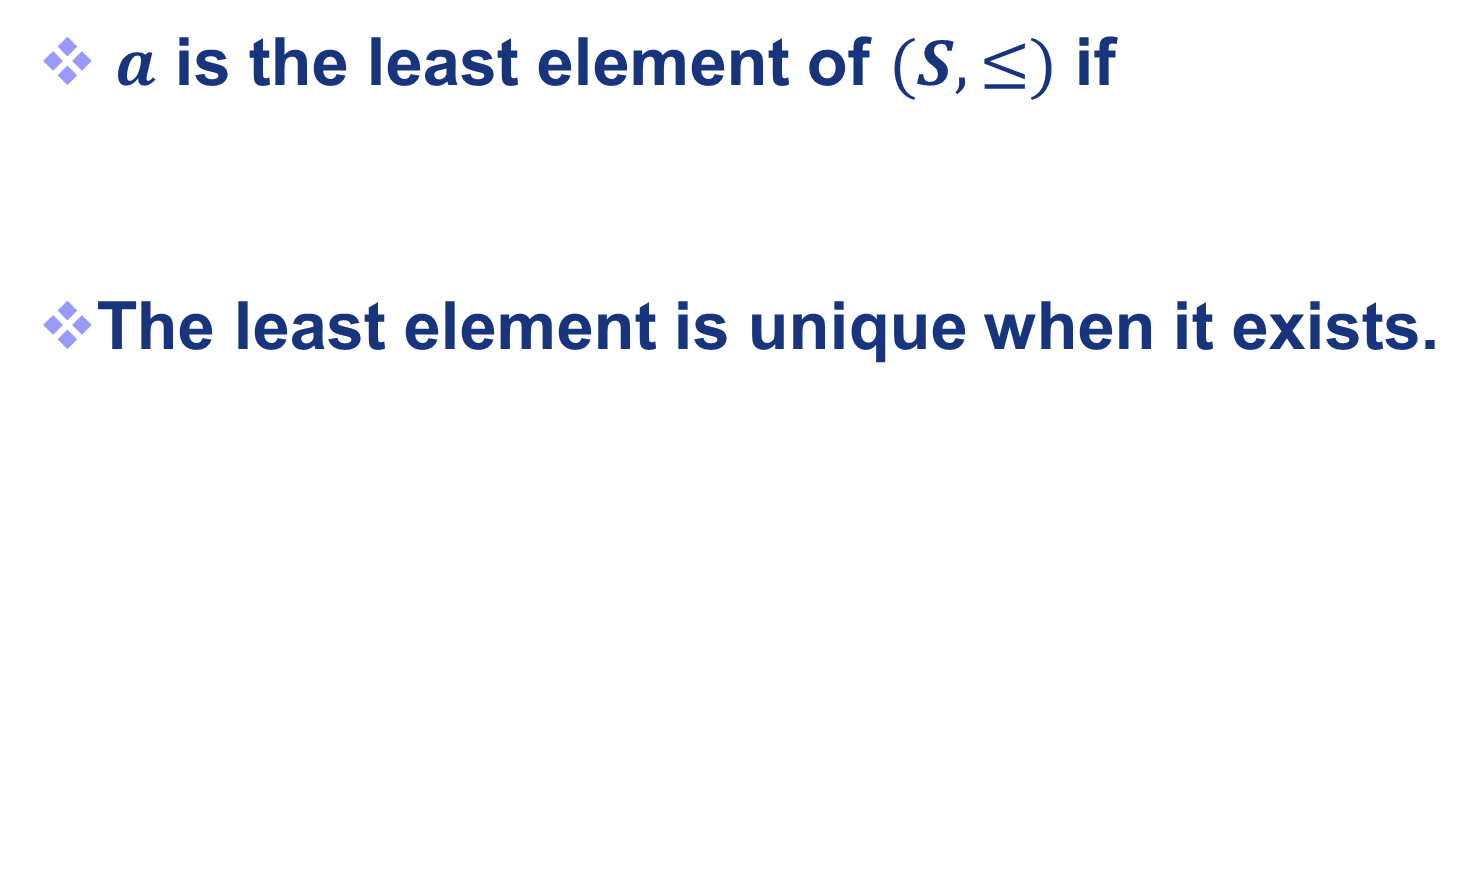 ❖ 𝒂 is the least element of (𝑺, ≤) if
❖The least element is unique when it exists.